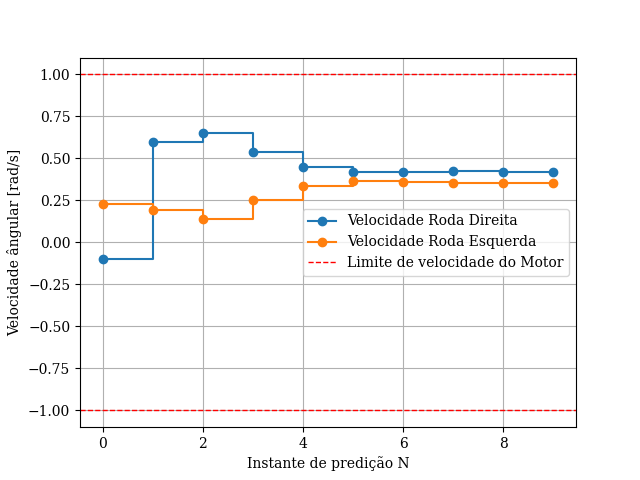 1.00
0.75
0.50
0.25
0.00
−0.25
−0.50
−0.75
−1.00
Velocidade ângular [rad/s]
Velocidade Roda Direita
Velocidade Roda Esquerda
Limite de velocidade do Motor
0 2 4 6 8
Instante de predição N